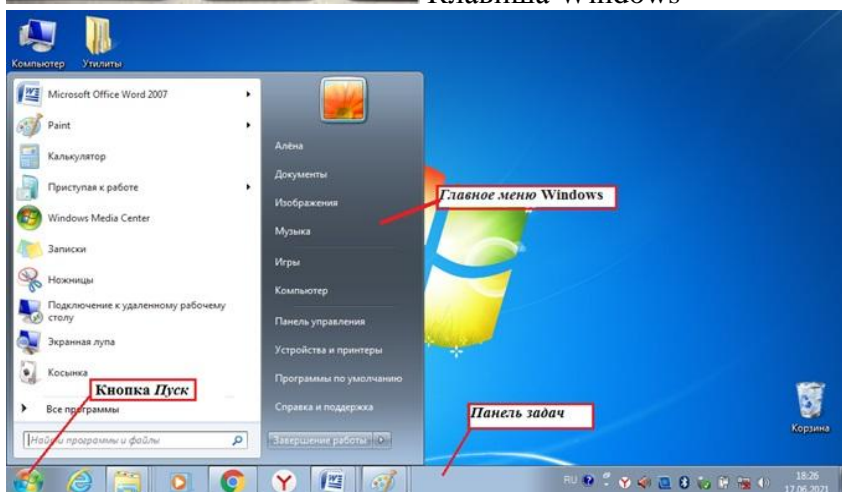 Клавиша Windows
Компьютер
Утилиты
Microsoft Office Word 2007
Paint
Калькулятор
Приступая к работе
Windows Media Center
Записки
Ножницы
Подключение к удаленному рабочему
столу
Экранная лупа
Косынка
Кнопка Пуск
Все программы
Найти программы и файлы
Алёна
Документы
Изображения
Музыка
Игры
Компьютер
Панель управления
Устройства и принтеры
Программы по умолчанию
Справка и поддержка
Завершение работы
Главное меню Windows
Панель задач
Корзина
RU
18:26
17.06.2021